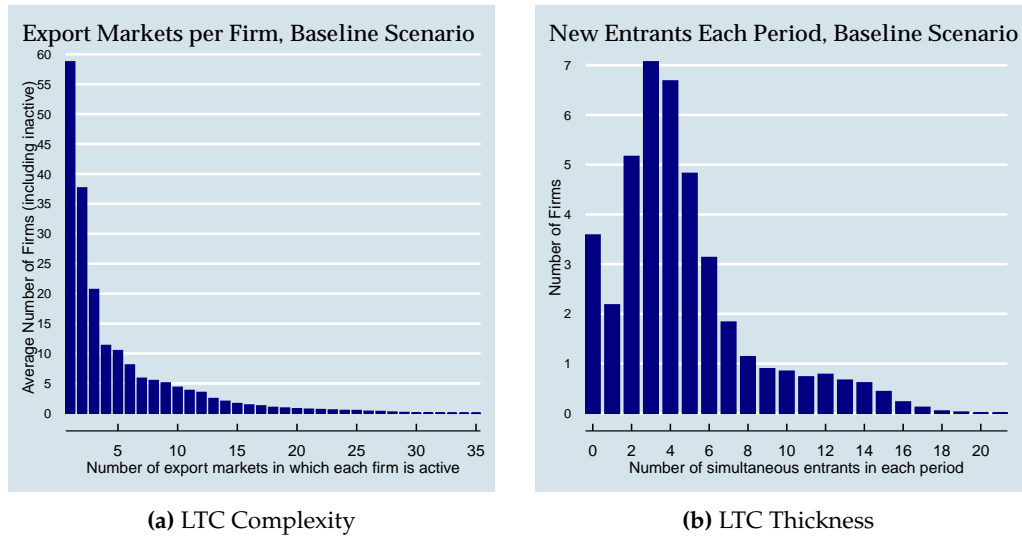 Export Markets per Firm, Baseline Scenario
Average Number of Firms (including inactive)
60
55
50
45
40
35
30
25
20
15
10
5
0
5 10 15 20 25 30 35
Number of export markets in which each firm is active
(a) LTC Complexity
New Entrants Each Period, Baseline Scenario
Number of Firms
7
6
5
4
3
2
1
0
0 2 4 6 8 10 12 14 16 18 20
Number of simultaneous entrants in each period
(b) LTC Thickness